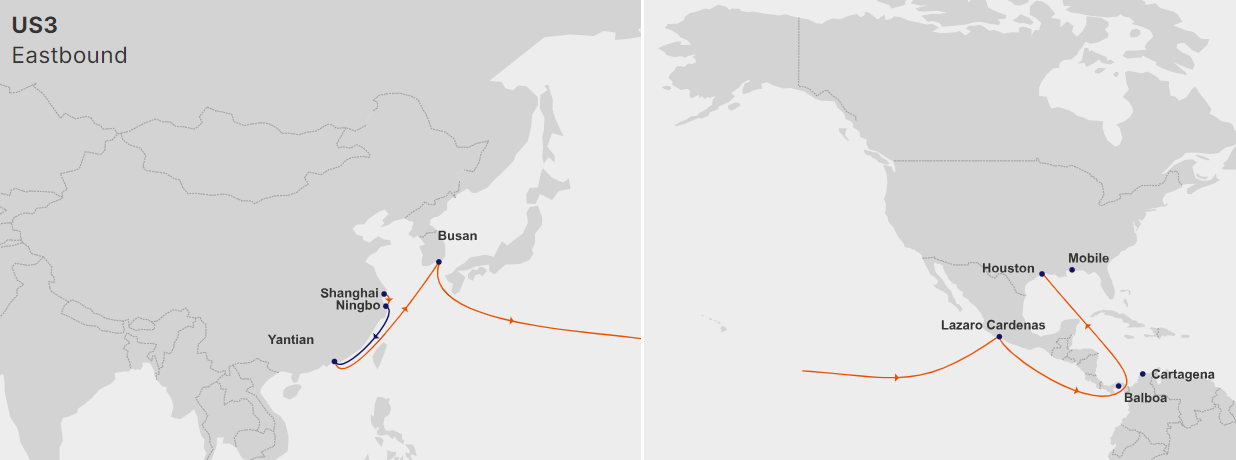 US3
Eastbound
Busan
Shanghai
Ningbo
Yantian
Houston
Mobile
Lazaro Cardenas
Cartagena
Balboa